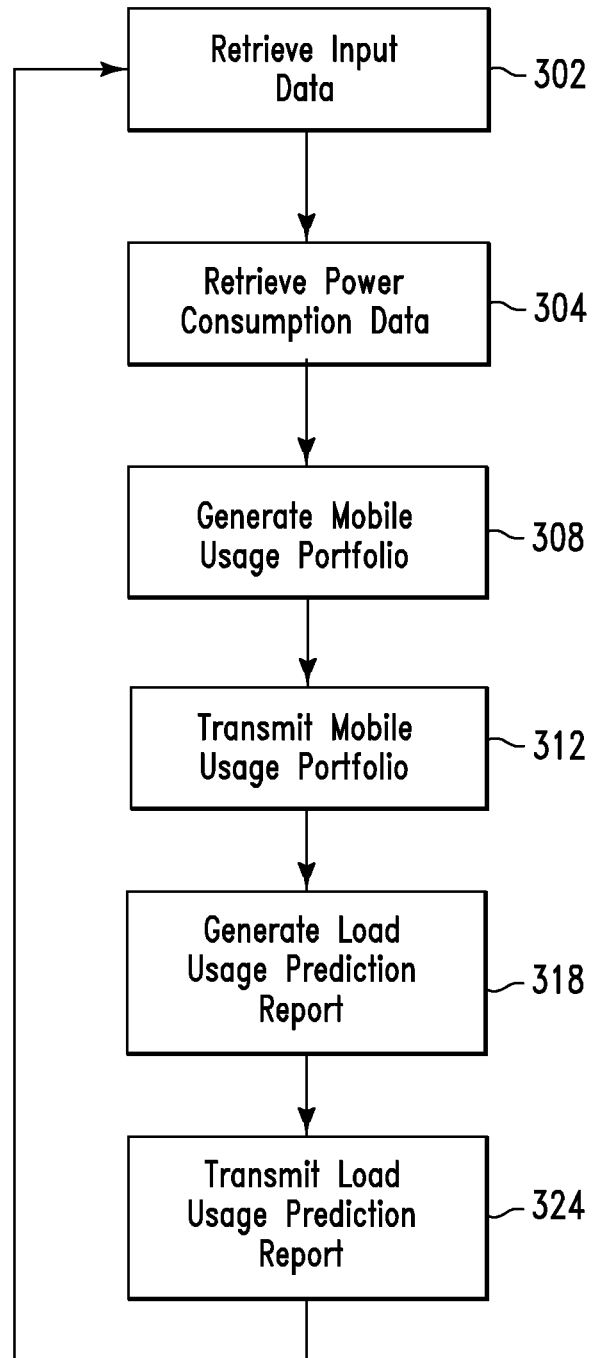 Retrieve Input
Data
302
Retrieve Power
Consumption Data
304
Generate Mobile
Usage Portfolio
308
Transmit Mobile
Usage Portfolio
312
Generate Load
Usage Prediction
Report
318
Transmit Load
Usage Prediction
Report
324